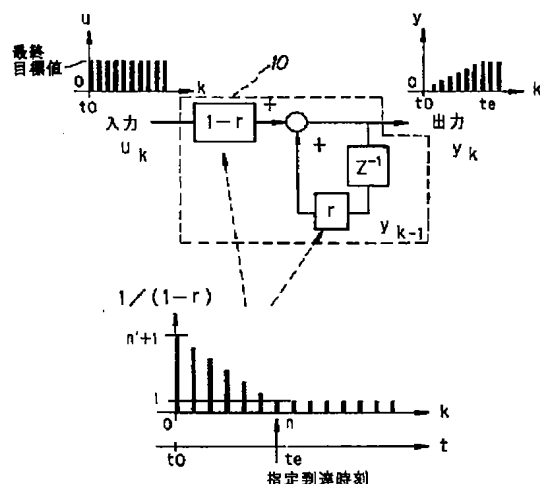 u
最終
目標値
0
t0
k
10
y
0
t0
te
k
入力
u k
1−r
+
+
Z⁻¹
r
y k−1
出力
y k
1/(1−r)
n'+1
1
0
n
k
t0
te
t
指定到達時刻